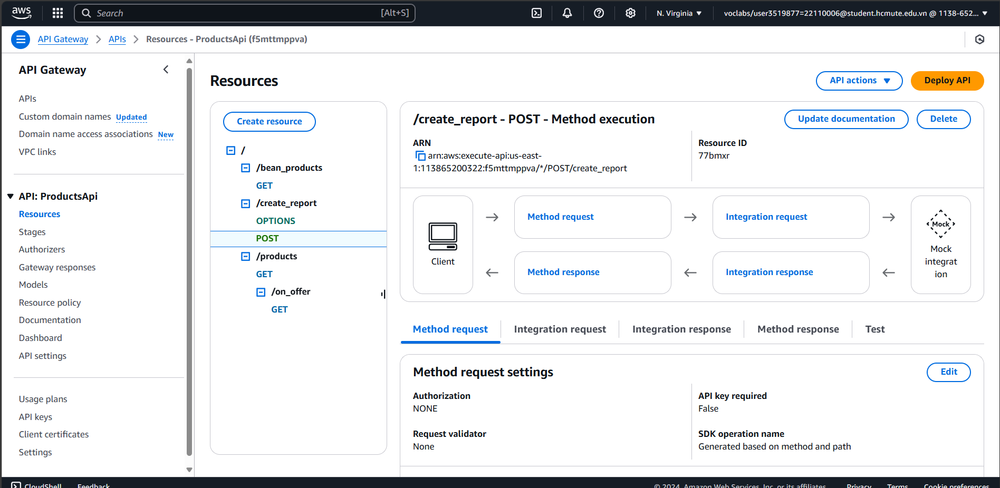 aws
Search
[Alt+S]
N. Virginia
voclabs/user3519877=22110006@student.hcmute.edu.vn @ 1138-652...
API Gateway
APIs
Resources - ProductsApi (f5mttmppva)
API Gateway
APIs
Custom domain names Updated
Domain name access associations New
VPC links
API: ProductsApi
Resources
Stages
Authorizers
Gateway responses
Models
Resource policy
Documentation
Dashboard
API settings
Usage plans
API keys
Client certificates
Settings
Resources
API actions
Deploy API
Create resource
/
/bean_products
GET
/create_report
OPTIONS
POST
/products
GET
/on_offer
GET
/create_report - POST - Method execution
Update documentation
Delete
ARN
arn:aws:execute-api:us-east-
1:113865200322:f5mttmppva/*/POST/create_report
Resource ID
77bmxr
Client
Method request
Integration request
Method response
Integration response
Mock
Mock
integrat
ion
Method request
Integration request
Integration response
Method response
Test
Method request settings
Edit
Authorization
NONE
API key required
False
Request validator
None
SDK operation name
Generated based on method and path
CloudShell
Feedback
© 2024, Amazon Web Services, Inc. or its affiliates.
Privacy
Terms
Cookie preferences